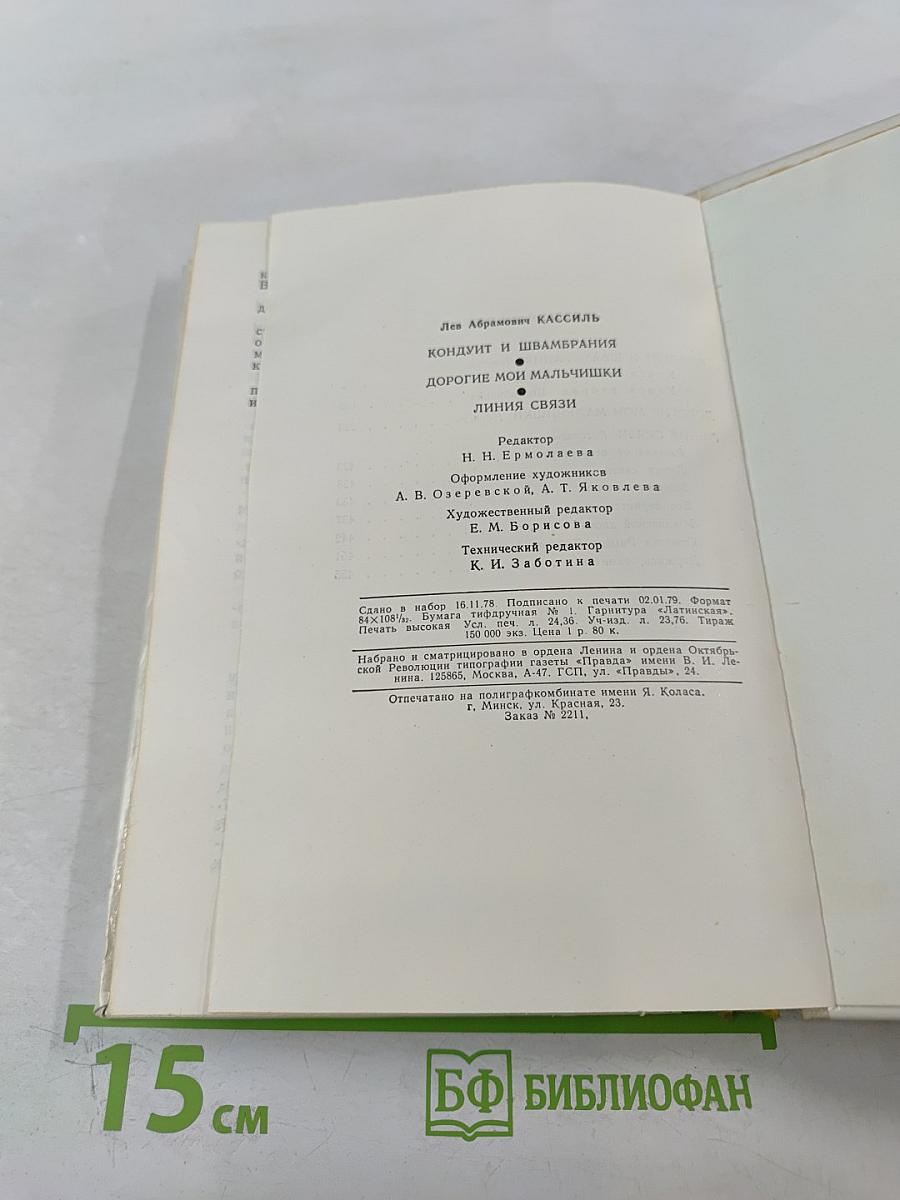 Лев Абрамович КАССИЛЬ
КОНДУИТ И ШВАМБРАНИЯ
●
ДОРОГИЕ МОИ МАЛЬЧИШКИ
●
ЛИНИЯ СВЯЗИ
Редактор
Н. Н. Ермолаева
Оформление художников
А. В. Озеревской, А. Т. Яковлева
Художественный редактор
Е. М. Борисова
Технический редактор
К. И. Заботина
Сдано в набор 16.11.78. Подписано к печати 02.01.79. Формат
84×108¹/₃₂. Бумага тифдручная № 1. Гарнитура «Латинская».
Печать высокая Усл. печ. л. 24,36. Уч-изд. л. 23,76. Тираж
150 000 экз. Цена 1 р. 80 к.
Набрано и сматрицировано в ордена Ленина и ордена Октябрь-
ской Революции типографии газеты «Правда» имени В. И. Ле-
нина. 125865, Москва, А-47, ГСП, ул. «Правды», 24.
Отпечатано на полиграфкомбинате имени Я. Коласа.
г, Минск, ул. Красная, 23.
Заказ № 2211,
15 см
БФ БИБЛИОФАН